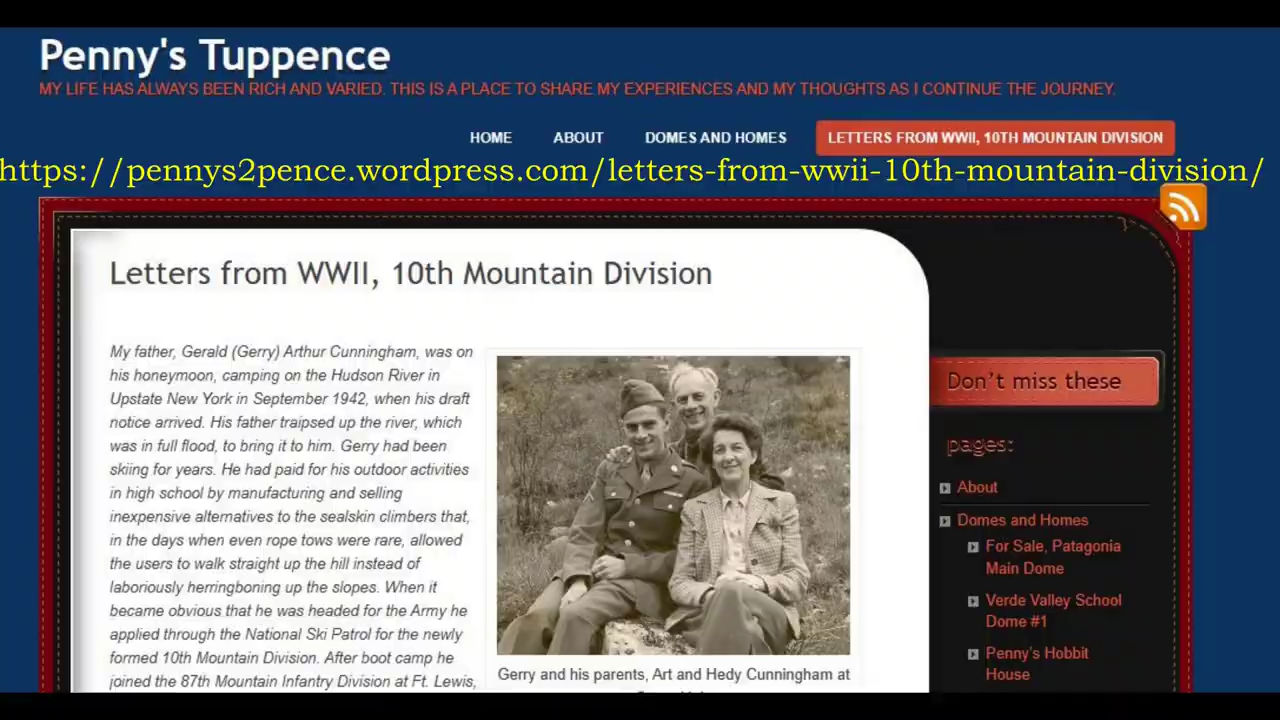 Penny's Tuppence
MY LIFE HAS ALWAYS BEEN RICH AND VARIED. THIS IS A PLACE TO SHARE MY EXPERIENCES AND MY THOUGHTS AS I CONTINUE THE JOURNEY.
HOME ABOUT DOMES AND HOMES LETTERS FROM WWII, 10TH MOUNTAIN DIVISION
https://pennys2pence.wordpress.com/letters-from-wwii-10th-mountain-division/
Letters from WWII, 10th Mountain Division
My father, Gerald (Gerry) Arthur Cunningham, was on
his honeymoon, camping on the Hudson River in
Upstate New York in September 1942, when his draft
notice arrived. His father traipsed up the river, which
was in full flood, to bring it to him. Gerry had been
skiing for years. He had paid for his outdoor activities
in high school by manufacturing and selling
inexpensive alternatives to the sealskin climbers that,
in the days when even rope tows were rare, allowed
the users to walk straight up the hill instead of
laboriously herringboning up the slopes. When it
became obvious that he was headed for the Army he
applied through the National Ski Patrol for the newly
formed 10th Mountain Division. After boot camp he
joined the 87th Mountain Infantry Division at Ft. Lewis,
Gerry and his parents, Art and Hedy Cunningham at
Don't miss these
pages:
About
Domes and Homes
For Sale, Patagonia
Main Dome
Verde Valley School
Dome #1
Penny's Hobbit
House